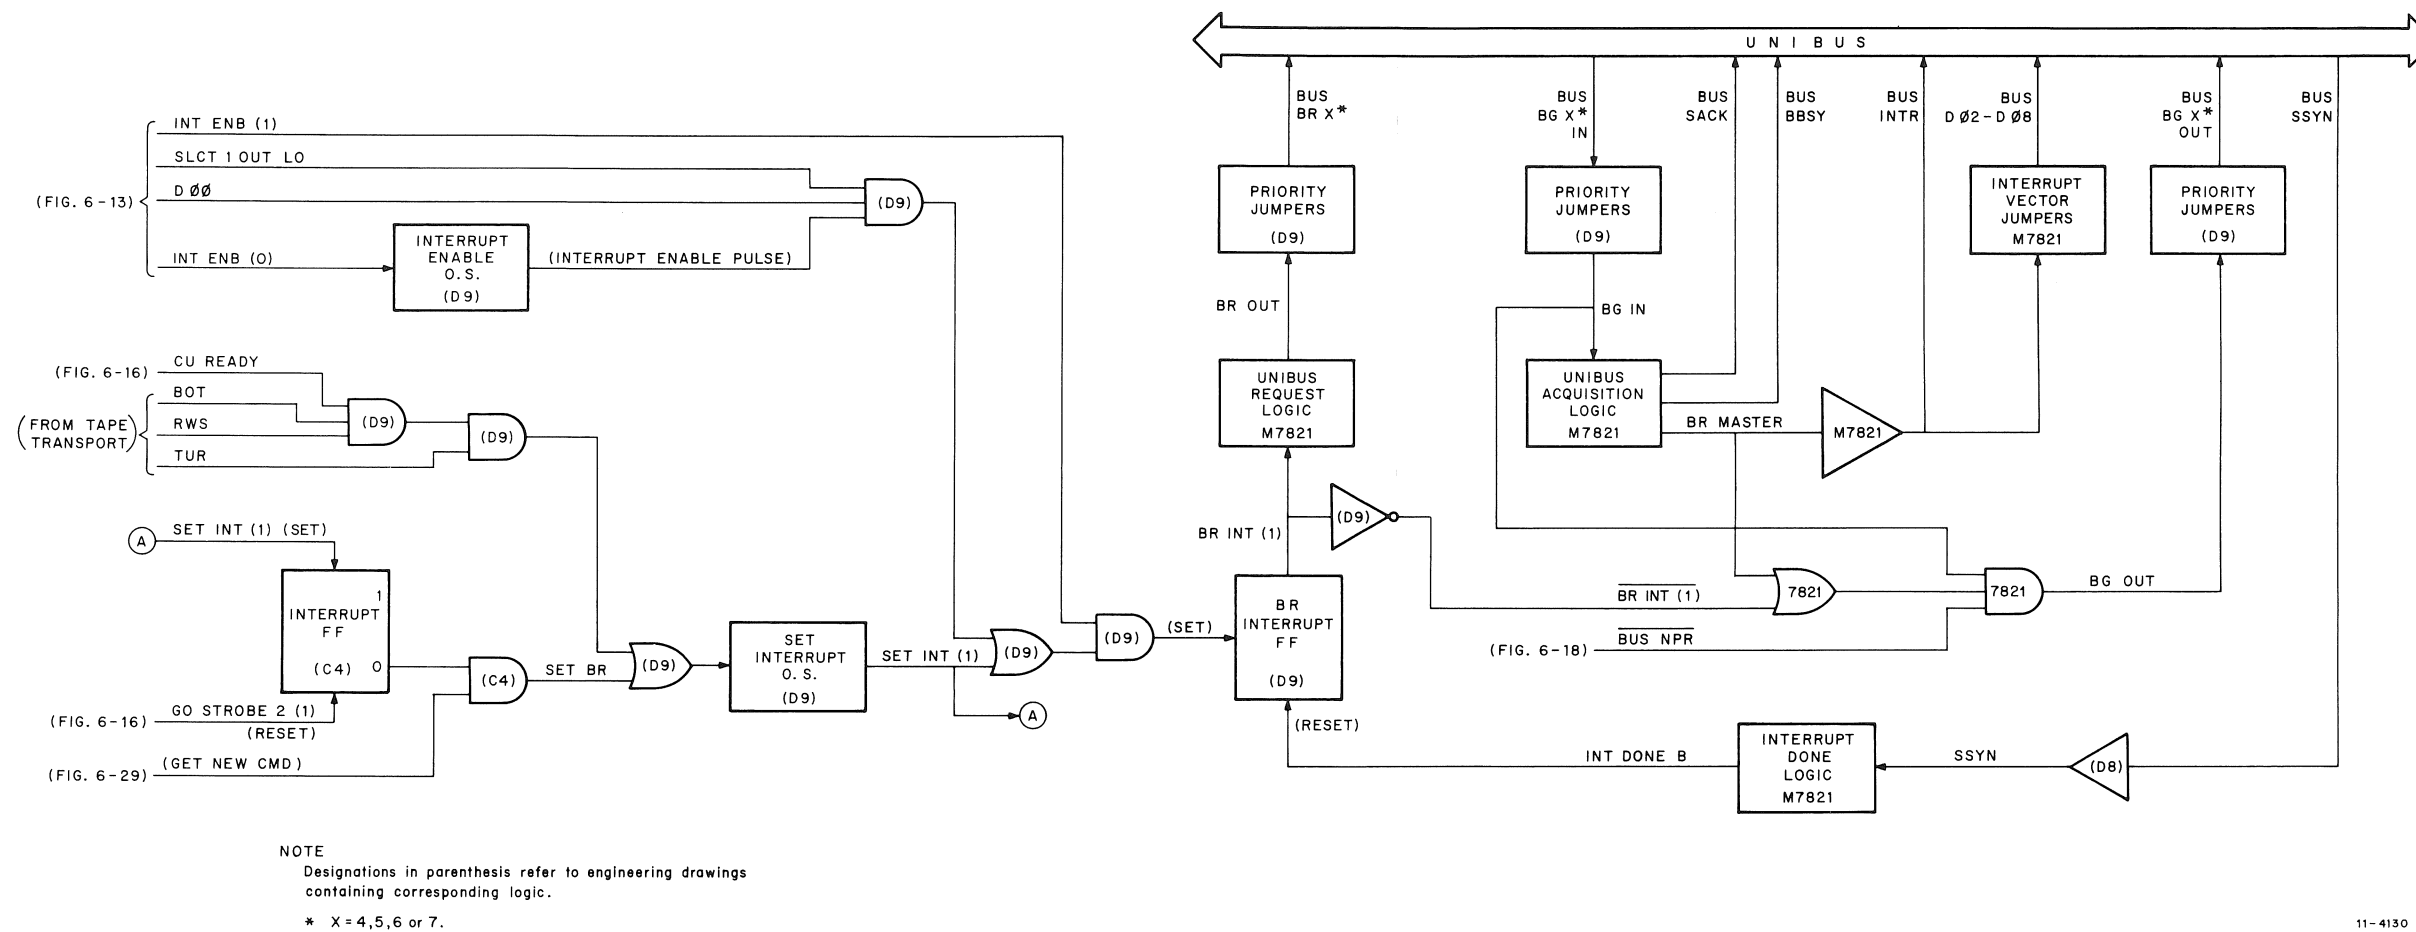 UNIBUS
BUS
BR X*
BUS
BG X*
IN
BUS
SACK
BUS
BBSY
BUS
INTR
BUS
DØ2-DØ8
BUS
BG X*
OUT
BUS
SSYN
INT ENB (1)
SLCT 1 OUT LO
DØØ
(FIG. 6-13)
INT ENB (0)
INTERRUPT
ENABLE
O.S.
(D9)
(INTERRUPT ENABLE PULSE)
(D9)
PRIORITY
JUMPERS
(D9)
PRIORITY
JUMPERS
(D9)
INTERRUPT
VECTOR
JUMPERS
M7821
PRIORITY
JUMPERS
(D9)
BR OUT
BG IN
(FIG. 6-16)
CU READY
BOT
(FROM TAPE
TRANSPORT)
RWS
TUR
(D9)
(D9)
UNIBUS
REQUEST
LOGIC
M7821
UNIBUS
ACQUISITION
LOGIC
M7821
BR MASTER
M7821
A
SET INT (1) (SET)
BR INT (1)
(D9)
1
INTERRUPT
FF
(C4)
0
(C4)
SET BR
(D9)
SET
INTERRUPT
O.S.
(D9)
SET INT (1)
(D9)
(D9)
(SET)
BR
INTERRUPT
FF
(D9)
BR INT (1)
7821
7821
BG OUT
(FIG. 6-18)
BUS NPR
(FIG. 6-16)
GO STROBE 2 (1)
(RESET)
A
(RESET)
(FIG. 6-29)
(GET NEW CMD)
INT DONE B
INTERRUPT
DONE
LOGIC
M7821
SSYN
(D8)
NOTE
Designations in parenthesis refer to engineering drawings
containing corresponding logic.
* X = 4,5,6 or 7.
11-4130